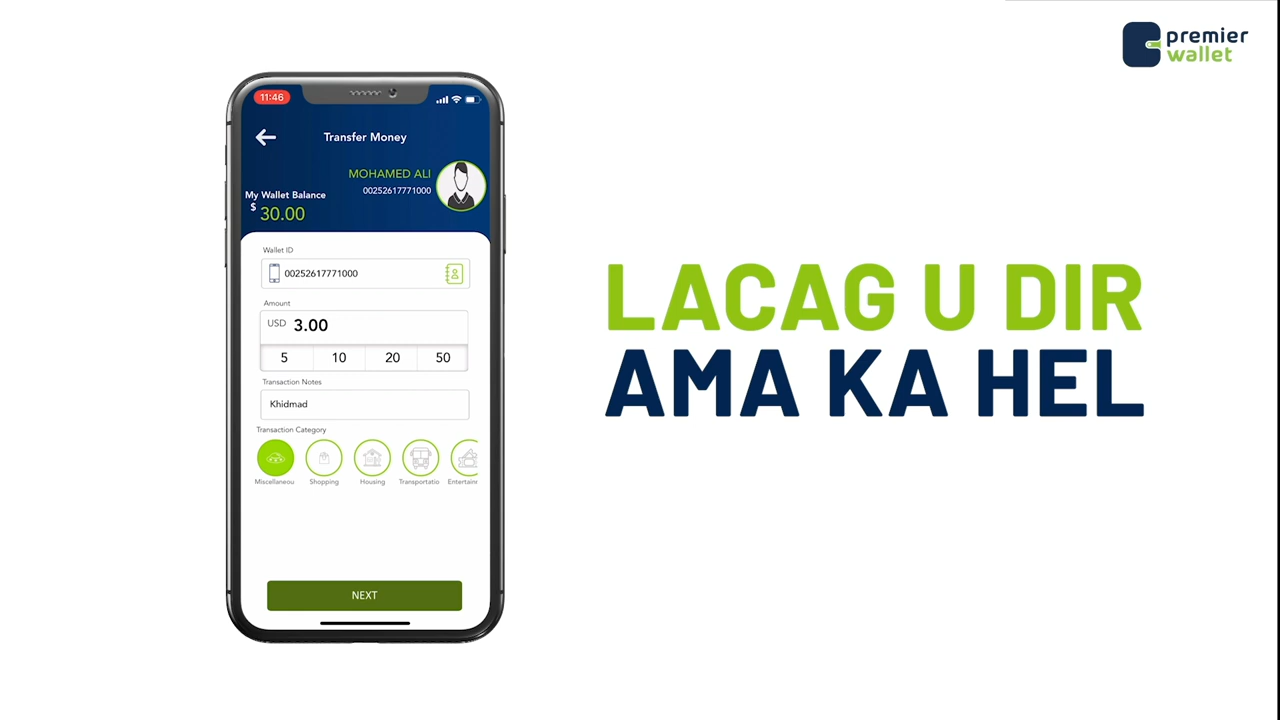 premier
wallet
11:46
Transfer Money
MOHAMED ALI
00252617771000
My Wallet Balance
$ 30.00
Wallet ID
00252617771000
Amount
USD 3.00
5 10 20 50
Transaction Notes
Khidmad
Transaction Category
Miscellaneou Shopping Housing Transportatio Entertainr
NEXT
LACAG U DIR
AMA KA HEL